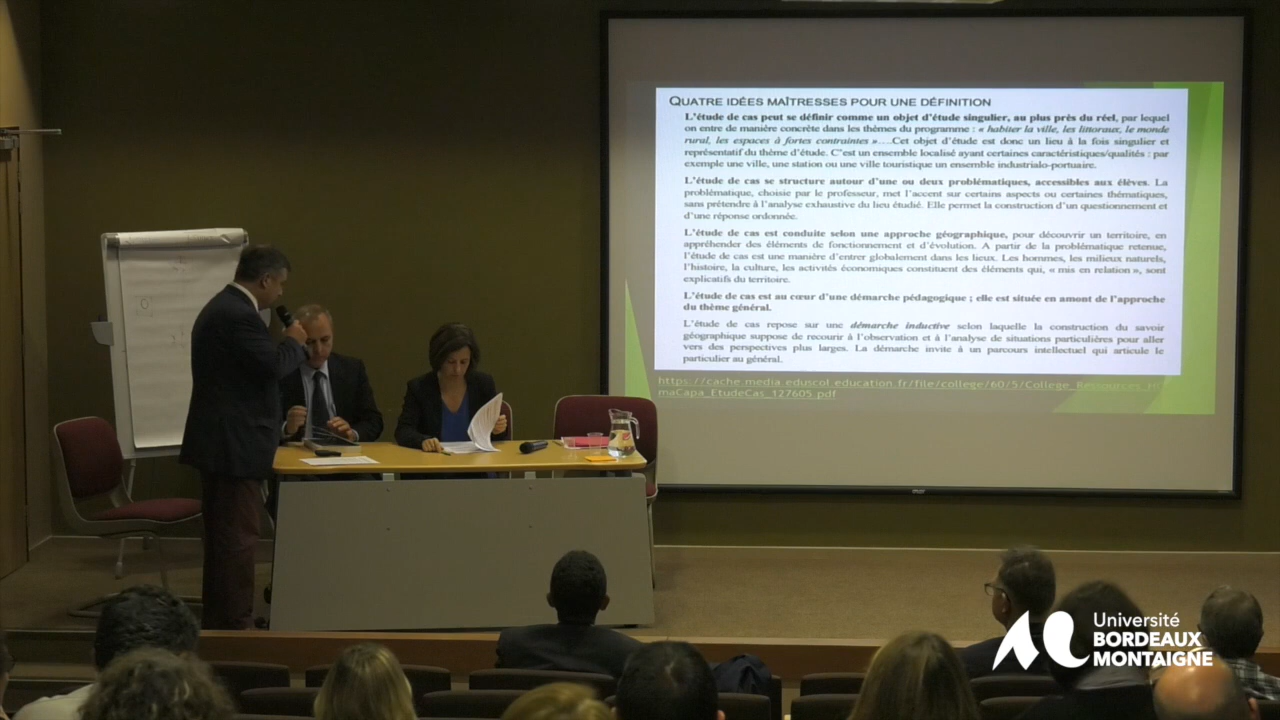 QUATRE IDÉES MAÎTRESSES POUR UNE DÉFINITION
L'étude de cas peut se définir comme un objet d'étude singulier, au plus près du réel, par lequel
on entre de manière concrète dans les thèmes du programme : « habiter la ville, les littoraux, le monde
rural, les espaces à fortes contraintes »….Cet objet d'étude est donc un lieu à la fois singulier et
représentatif du thème d'étude. C'est un ensemble localisé ayant certaines caractéristiques/qualités : par
exemple une ville, une station ou une ville touristique un ensemble industrialo-portuaire.
L'étude de cas se structure autour d'une ou deux problématiques, accessibles aux élèves. La
problématique, choisie par le professeur, met l'accent sur certains aspects ou certaines thématiques,
sans prétendre à l'analyse exhaustive du lieu étudié. Elle permet la construction d'un questionnement et
d'une réponse ordonnée.
L'étude de cas est conduite selon une approche géographique, pour découvrir un territoire, en
appréhender des éléments de fonctionnement et d'évolution. A partir de la problématique retenue,
l'étude de cas est une manière d'entrer globalement dans les lieux. Les hommes, les milieux naturels,
l'histoire, la culture, les activités économiques constituent des éléments qui, « mis en relation », sont
explicatifs du territoire.
L'étude de cas est au cœur d'une démarche pédagogique ; elle est située en amont de l'approche
du thème général.
L'étude de cas repose sur une démarche inductive selon laquelle la construction du savoir
géographique suppose de recourir à l'observation et à l'analyse de situations particulières pour aller
vers des perspectives plus larges. La démarche invite à un parcours intellectuel qui articule le
particulier au général.
https://cache.media.eduscol.education.fr/file/college/60/5/College_Ressources_H
maCapa_EtudeCas_127605.pdf
Université
BORDEAUX
MONTAIGNE